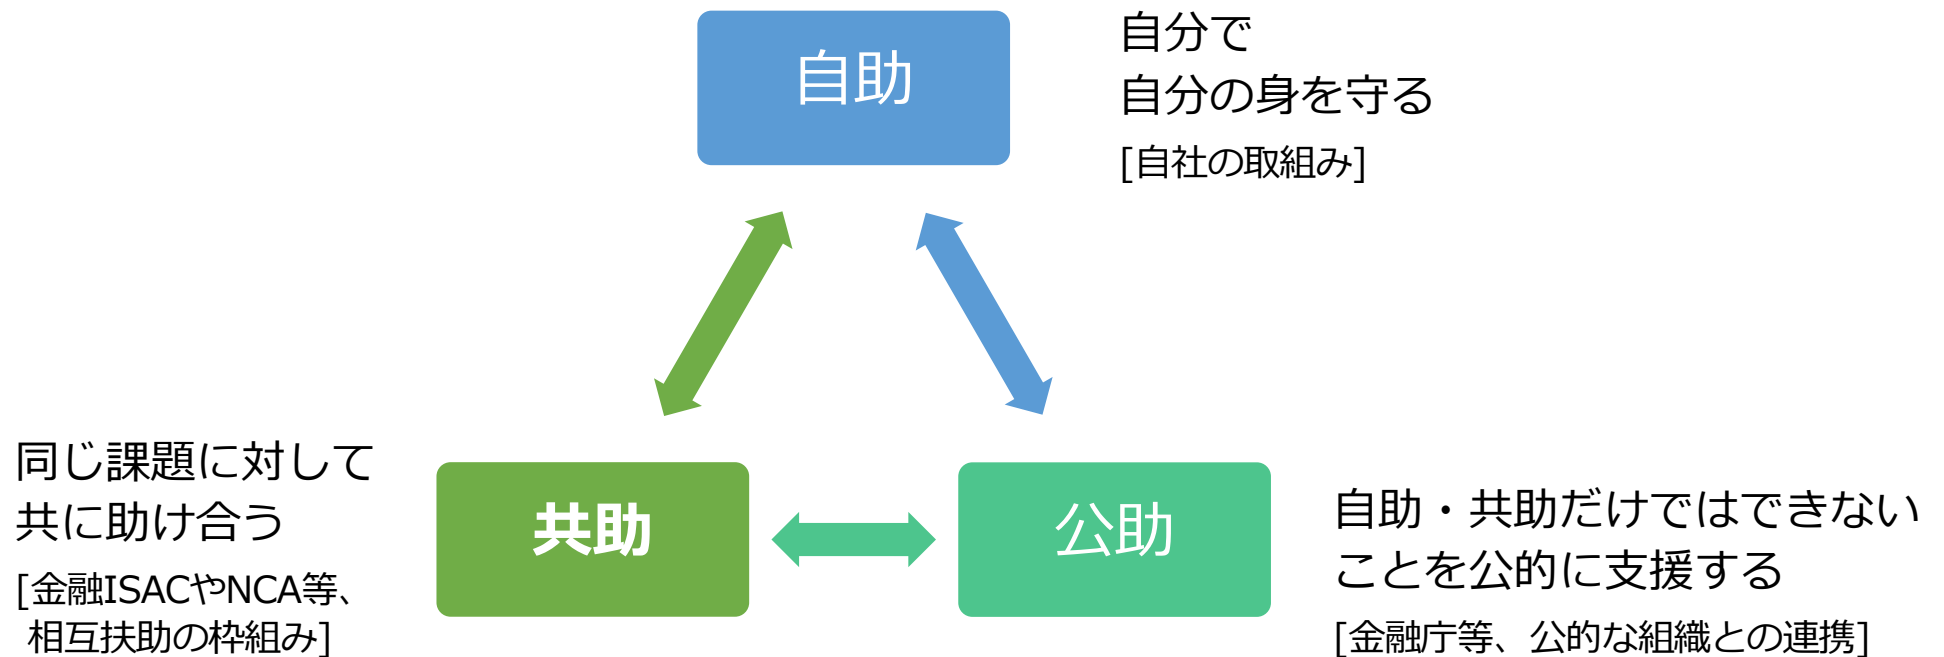 自助
自分で
自分の身を守る
[自社の取組み]
同じ課題に対して
共に助け合う
[金融ISACやNCA等、
相互扶助の枠組み]
共助
公助
自助・共助だけではできない
ことを公的に支援する
[金融庁等、公的な組織との連携]